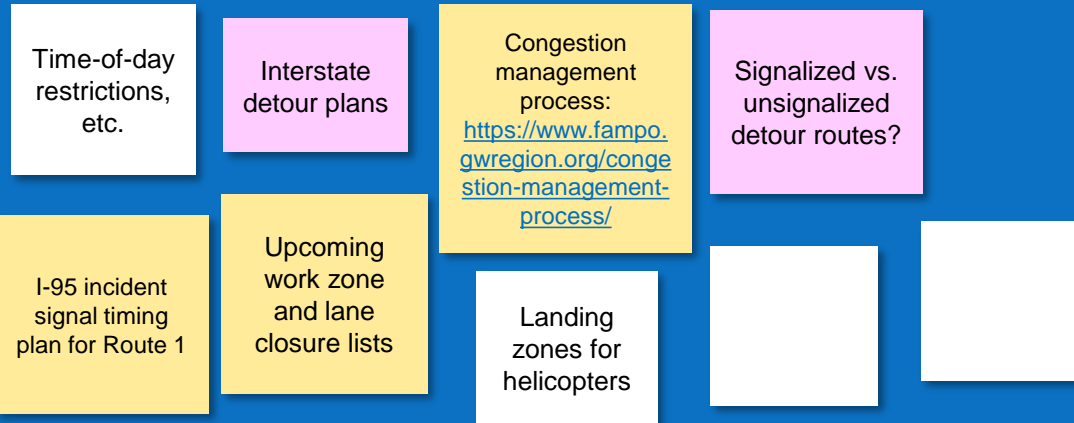 Time-of-day
restrictions,
etc.
Interstate
detour plans
Congestion
management
process:
https://www.fampo.
gwregion.org/conge
stion-management-
process/
Signalized vs.
unsignalized
detour routes?
I-95 incident
signal timing
plan for Route 1
Upcoming
work zone
and lane
closure lists
Landing
zones for
helicopters